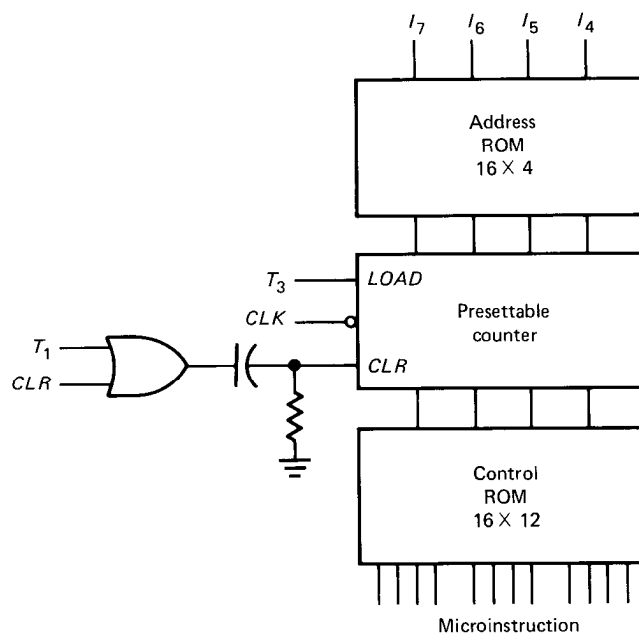 I₇ I₆ I₅ I₄
Address
ROM
16 × 4
T₃ LOAD
CLK
Presettable
counter
T₁
CLR
CLR
Control
ROM
16 × 12
Microinstruction